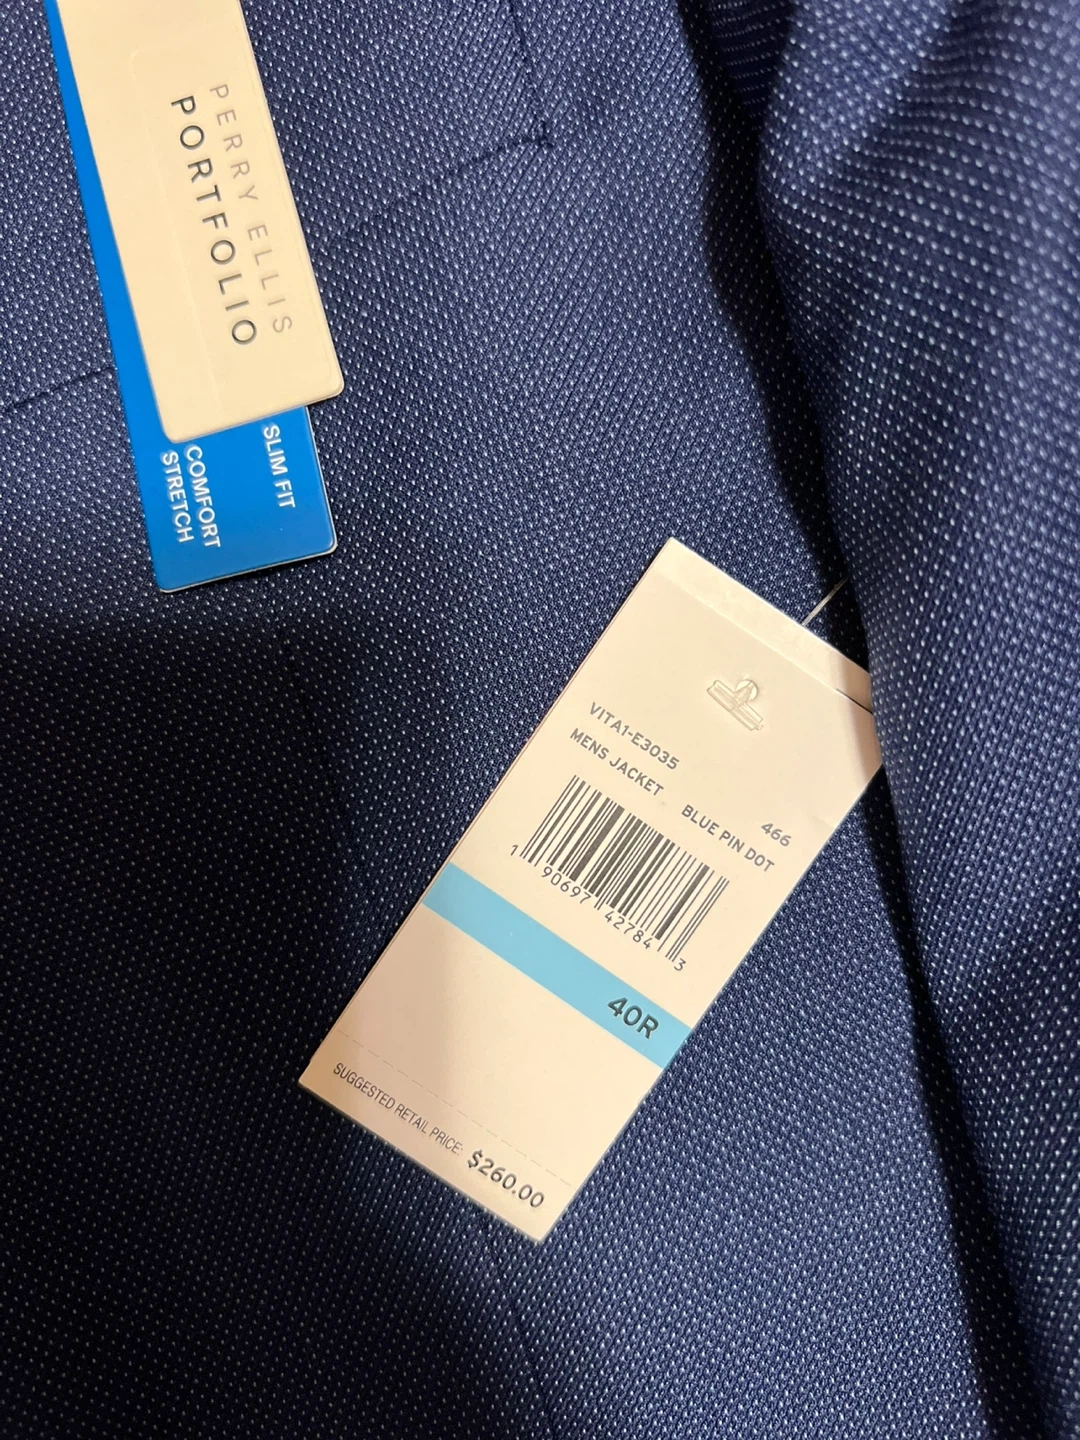 PERRY ELLIS
PORTFOLIO
SLIM FIT
COMFORT
STRETCH
VITA1-E3035
466
MENS JACKET BLUE PIN DOT
1 90697 42784 3
40R
SUGGESTED RETAIL PRICE: $260.00